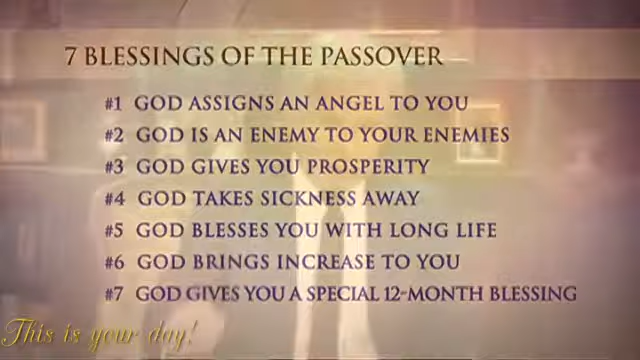 7 BLESSINGS OF THE PASSOVER
#1 GOD ASSIGNS AN ANGEL TO YOU
#2 GOD IS AN ENEMY TO YOUR ENEMIES
#3 GOD GIVES YOU PROSPERITY
#4 GOD TAKES SICKNESS AWAY
#5 GOD BLESSES YOU WITH LONG LIFE
#6 GOD BRINGS INCREASE TO YOU
#7 GOD GIVES YOU A SPECIAL 12-MONTH BLESSING
This is your day!